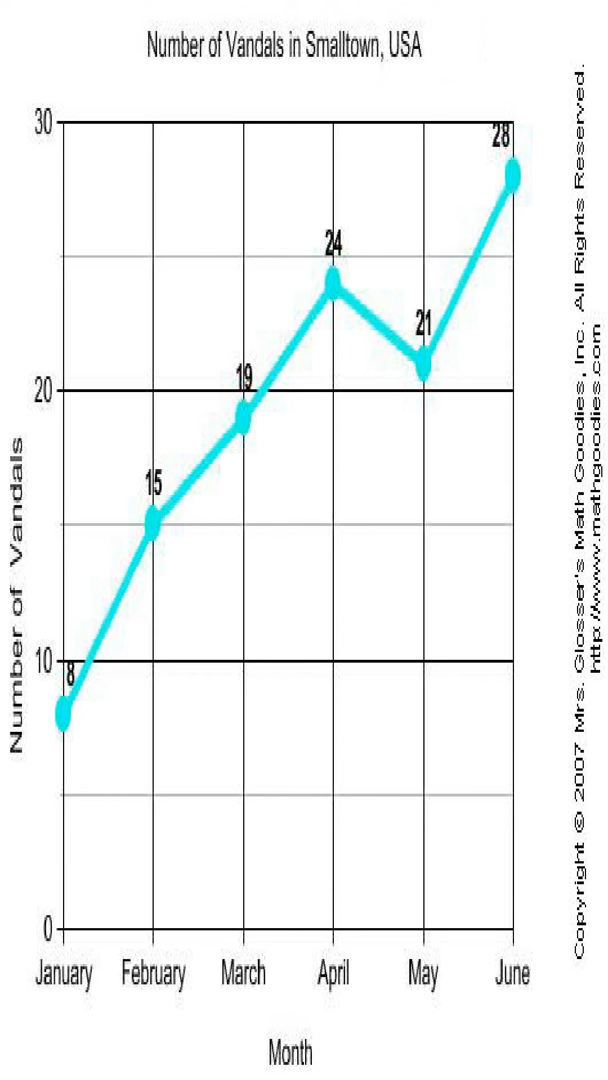 Number of Vandals in Smalltown, USA
30
28
24
21
20
19
15
10
8
0
Number of Vandals
January February March April May June
Month
Copyright © 2007 Mrs. Glosser's Math Goodies, Inc. All Rights Reserved.
http://www.mathgoodies.com